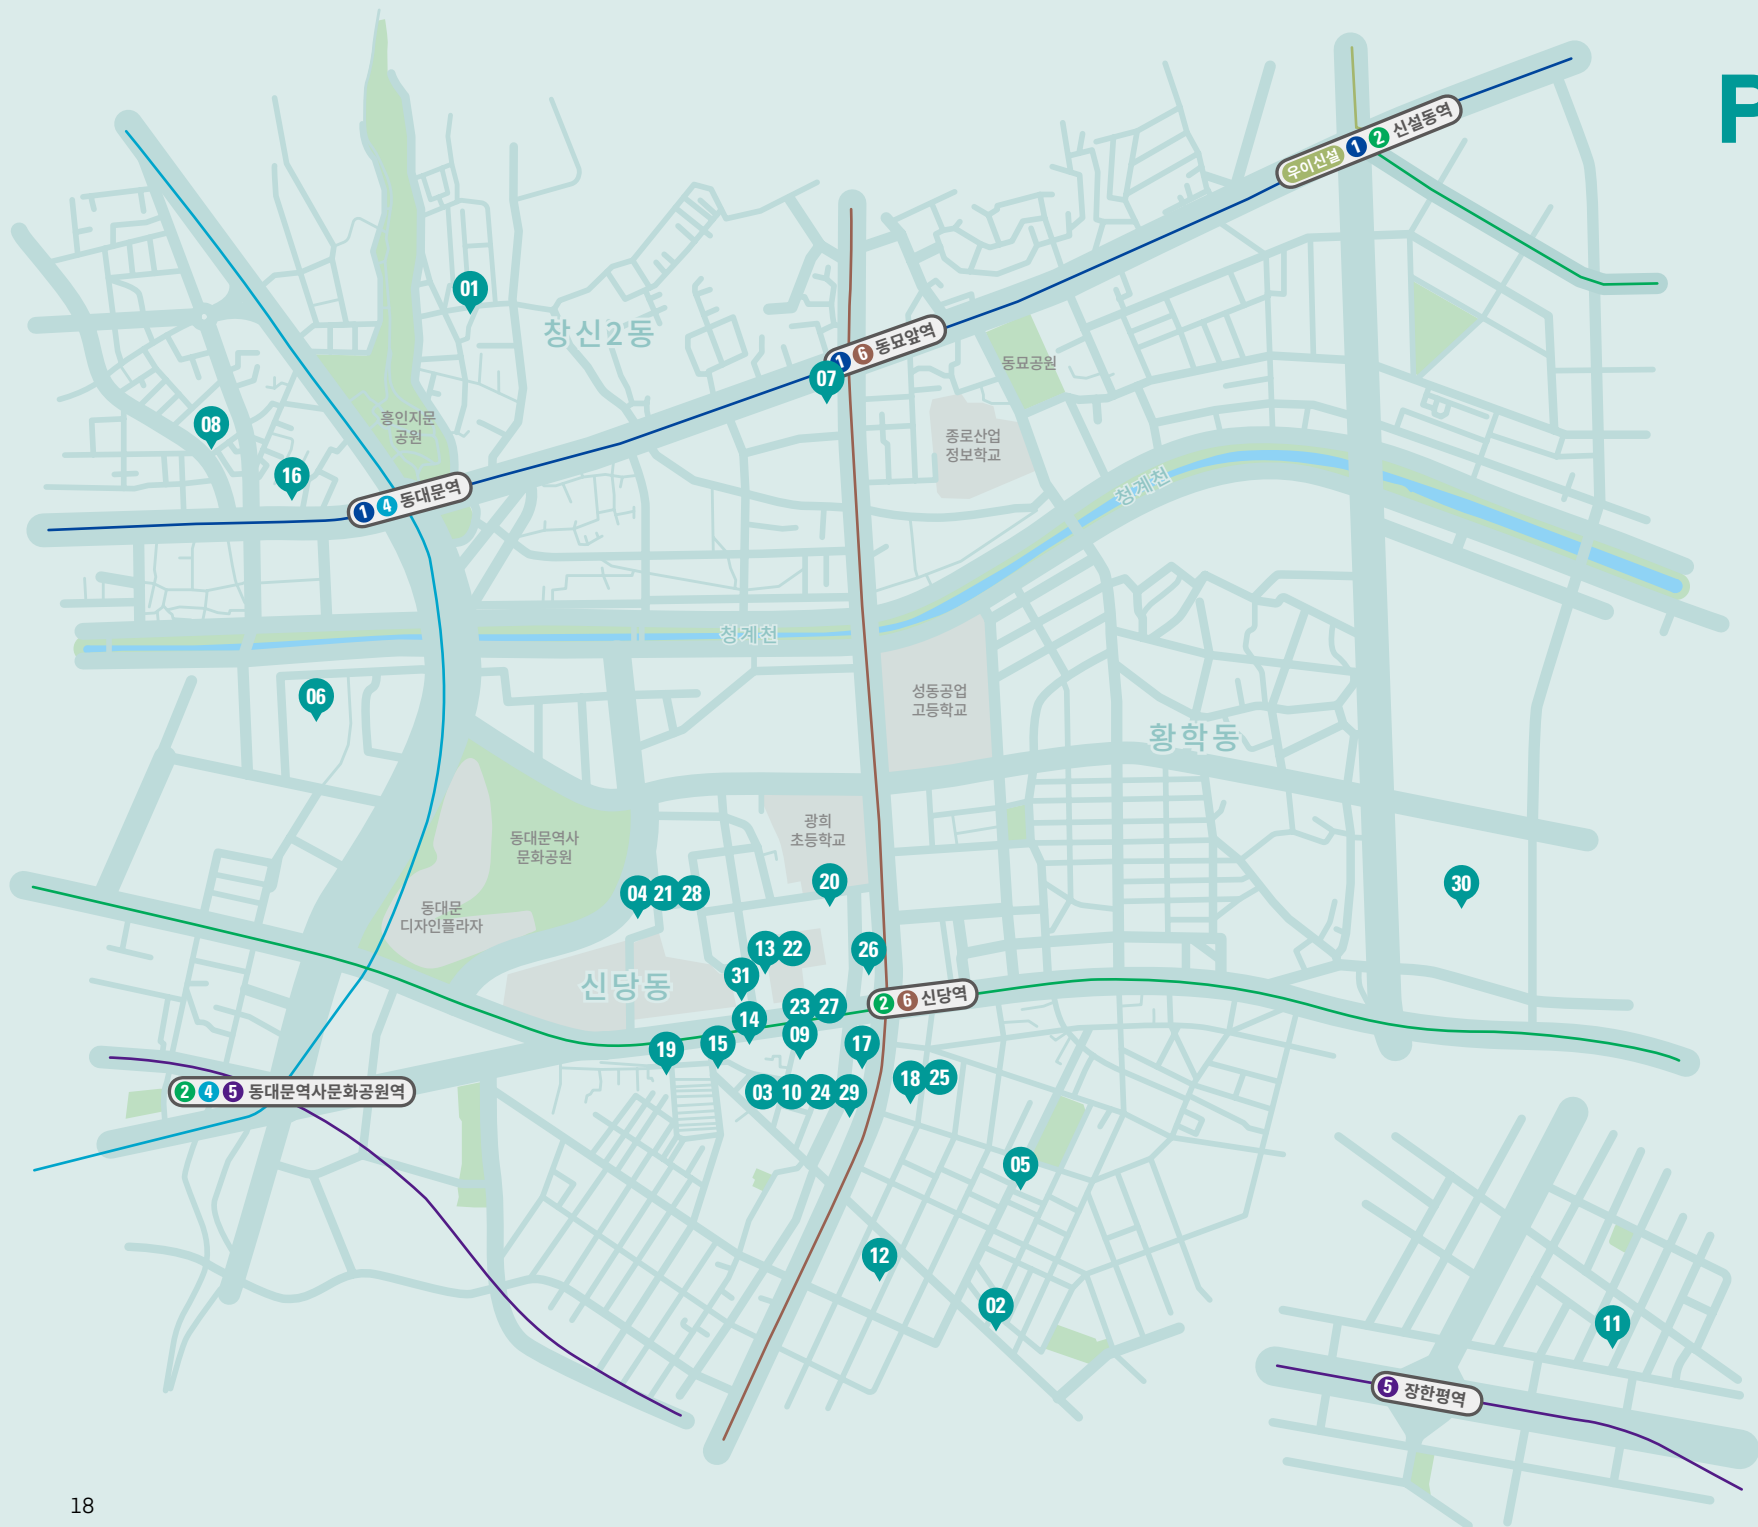 P
우이신설 1 2 신설동역
01
창신2동
1 6 동묘앞역
07
동묘공원
08
흥인지문
공원
종로산업
정보학교
16
1 4 동대문역
청계천
청계천
06
성동공업
고등학교
황학동
광희
초등학교
동대문역사
문화공원
20
30
04 21 28
동대문
디자인플라자
13 22
26
31
신당동
2 6 신당역
23 27
14
09
15
17
19
18 25
03 10 24 29
2 4 5 동대문역사문화공원역
05
12
02
11
5 장한평역
18